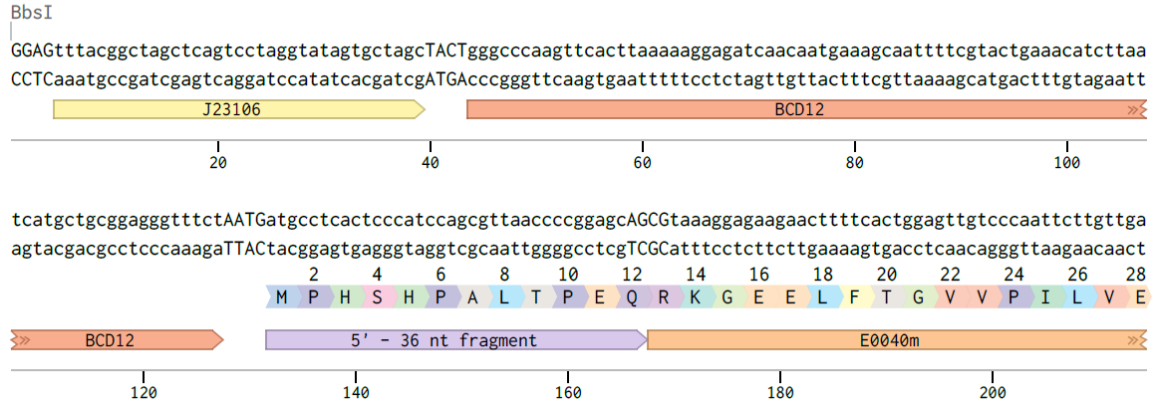 BbsI
GGAGtttacggctagctcagtcctaggtatagtgctagcTACTgggcccaagttcacttaaaaaggagatcaacaatgaaagcaattttcgtactgaaacatcttaa
CCTCaaatgccgatcgagtcaggatccatatcacgatcgATGAcccgggttcaagtgaatttttcctctagttgttactttcgttaaaagcatgactttgtagaatt
J23106 BCD12
20 40 60 80 100
tcatgctgcggagggtttctAATGatgcctcactcccatccagcgttaaccccggagcAGCGtaaaggagaagaacttttcactggagttgtcccaattcttgttga
agtacgacgcctcccaaagaTTACtacggagtgagggtaggtcgcaattggggcctcgTCGCatttcctcttcttgaaaagtgacctcaacagggttaagaacaact
2 4 6 8 10 12 14 16 18 20 22 24 26 28
M P H S H P A L T P E Q R K G E E L F T G V V P I L V E
BCD12 5' - 36 nt fragment E0040m
120 140 160 180 200